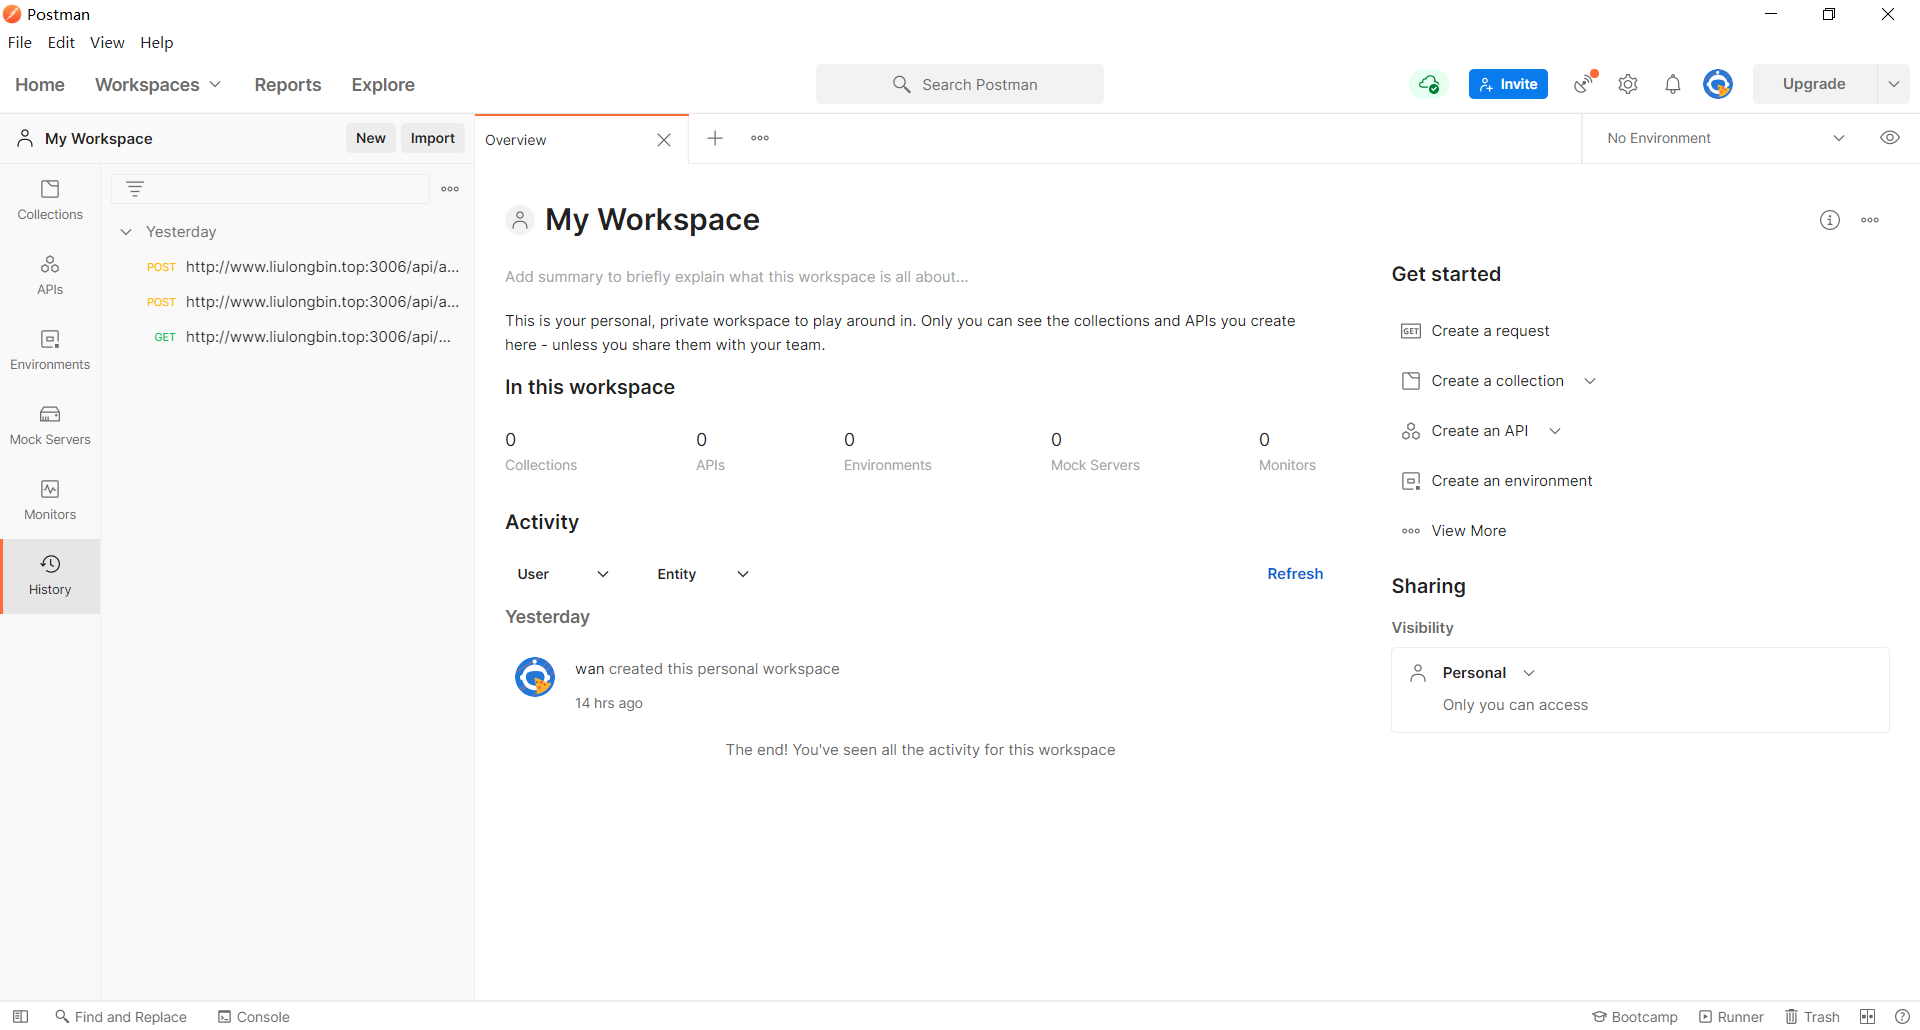 Postman
File Edit View Help
Home Workspaces Reports Explore
Search Postman
Invite
Upgrade
My Workspace
New Import
Overview
No Environment
Collections
APIs
Environments
Mock Servers
Monitors
History
Yesterday
POST http://www.liulongbin.top:3006/api/a...
POST http://www.liulongbin.top:3006/api/a...
GET http://www.liulongbin.top:3006/api/...
My Workspace
Add summary to briefly explain what this workspace is all about...
This is your personal, private workspace to play around in. Only you can see the collections and APIs you create
here - unless you share them with your team.
In this workspace
0 0 0 0 0
Collections APIs Environments Mock Servers Monitors
Activity
User Entity Refresh
Yesterday
wan created this personal workspace
14 hrs ago
The end! You've seen all the activity for this workspace
Get started
GET Create a request
Create a collection
Create an API
Create an environment
View More
Sharing
Visibility
Personal
Only you can access
Find and Replace Console
Bootcamp Runner Trash